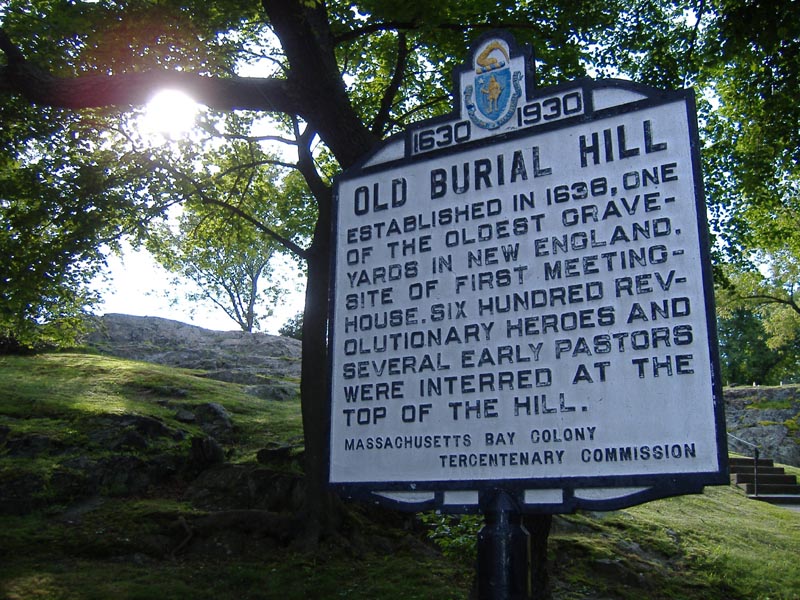 1630 1930
OLD BURIAL HILL
ESTABLISHED IN 1638, ONE
OF THE OLDEST GRAVE-
YARDS IN NEW ENGLAND.
SITE OF FIRST MEETING-
HOUSE. SIX HUNDRED REV-
OLUTIONARY HEROES AND
SEVERAL EARLY PASTORS
WERE INTERRED AT THE
TOP OF THE HILL.
MASSACHUSETTS BAY COLONY
TERCENTENARY COMMISSION